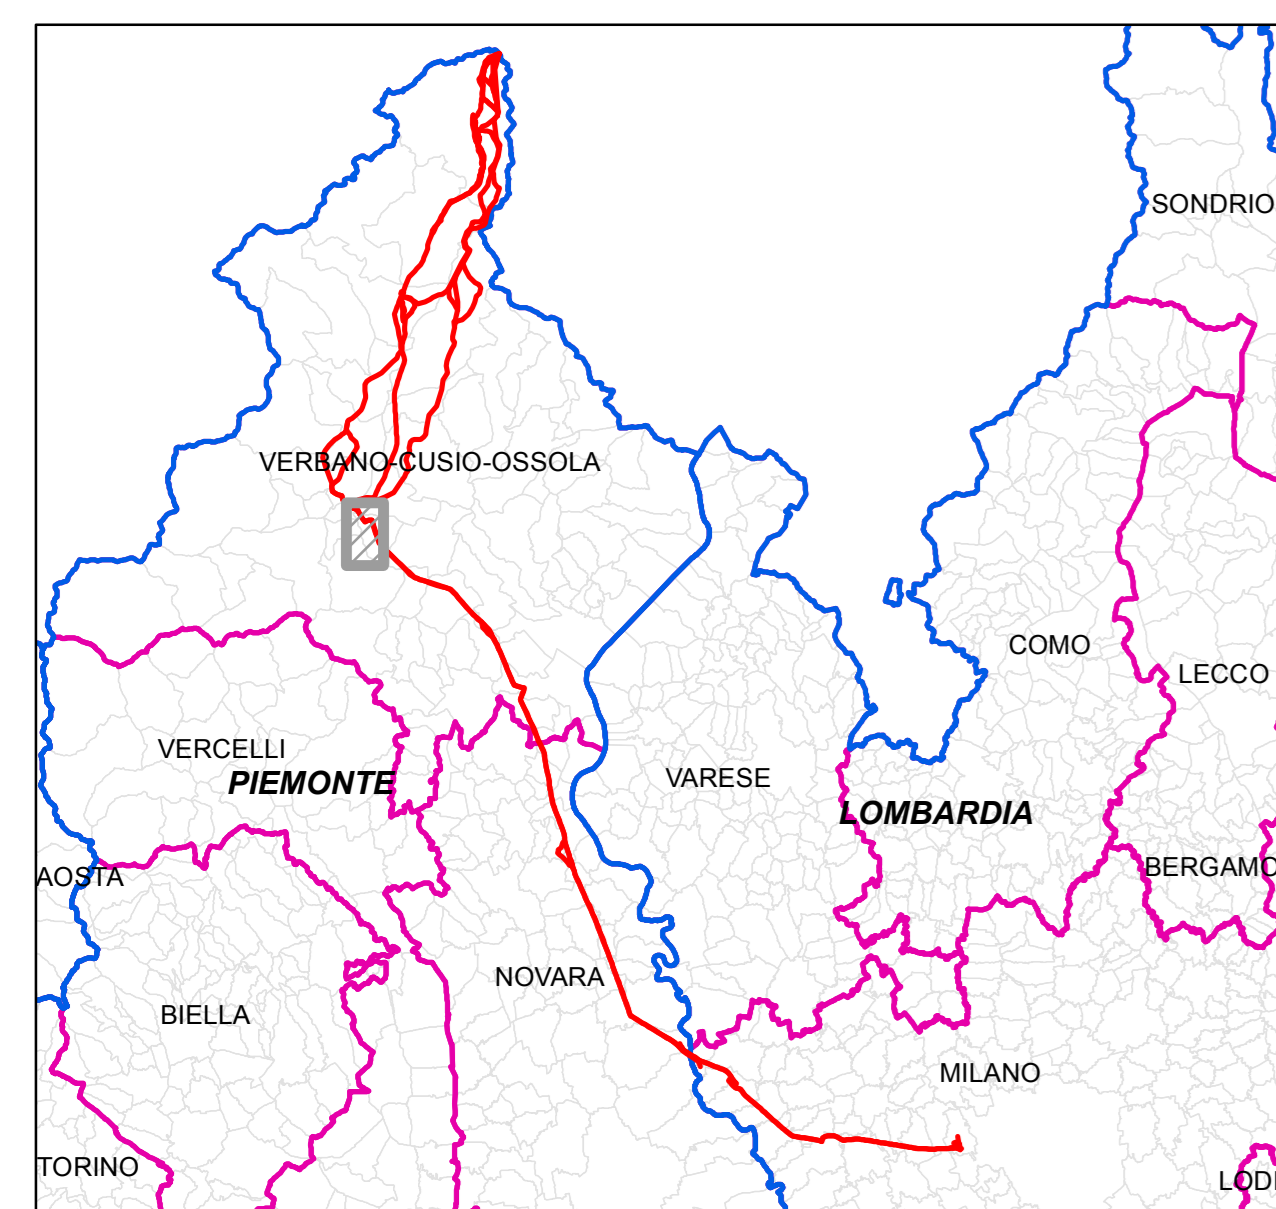 SONDRIO
VERBANO-CUSIO-OSSOLA
COMO
LECCO
VERCELLI
PIEMONTE
VARESE
LOMBARDIA
AOSTA
BERGAMO
NOVARA
BIELLA
MILANO
TORINO
LODI